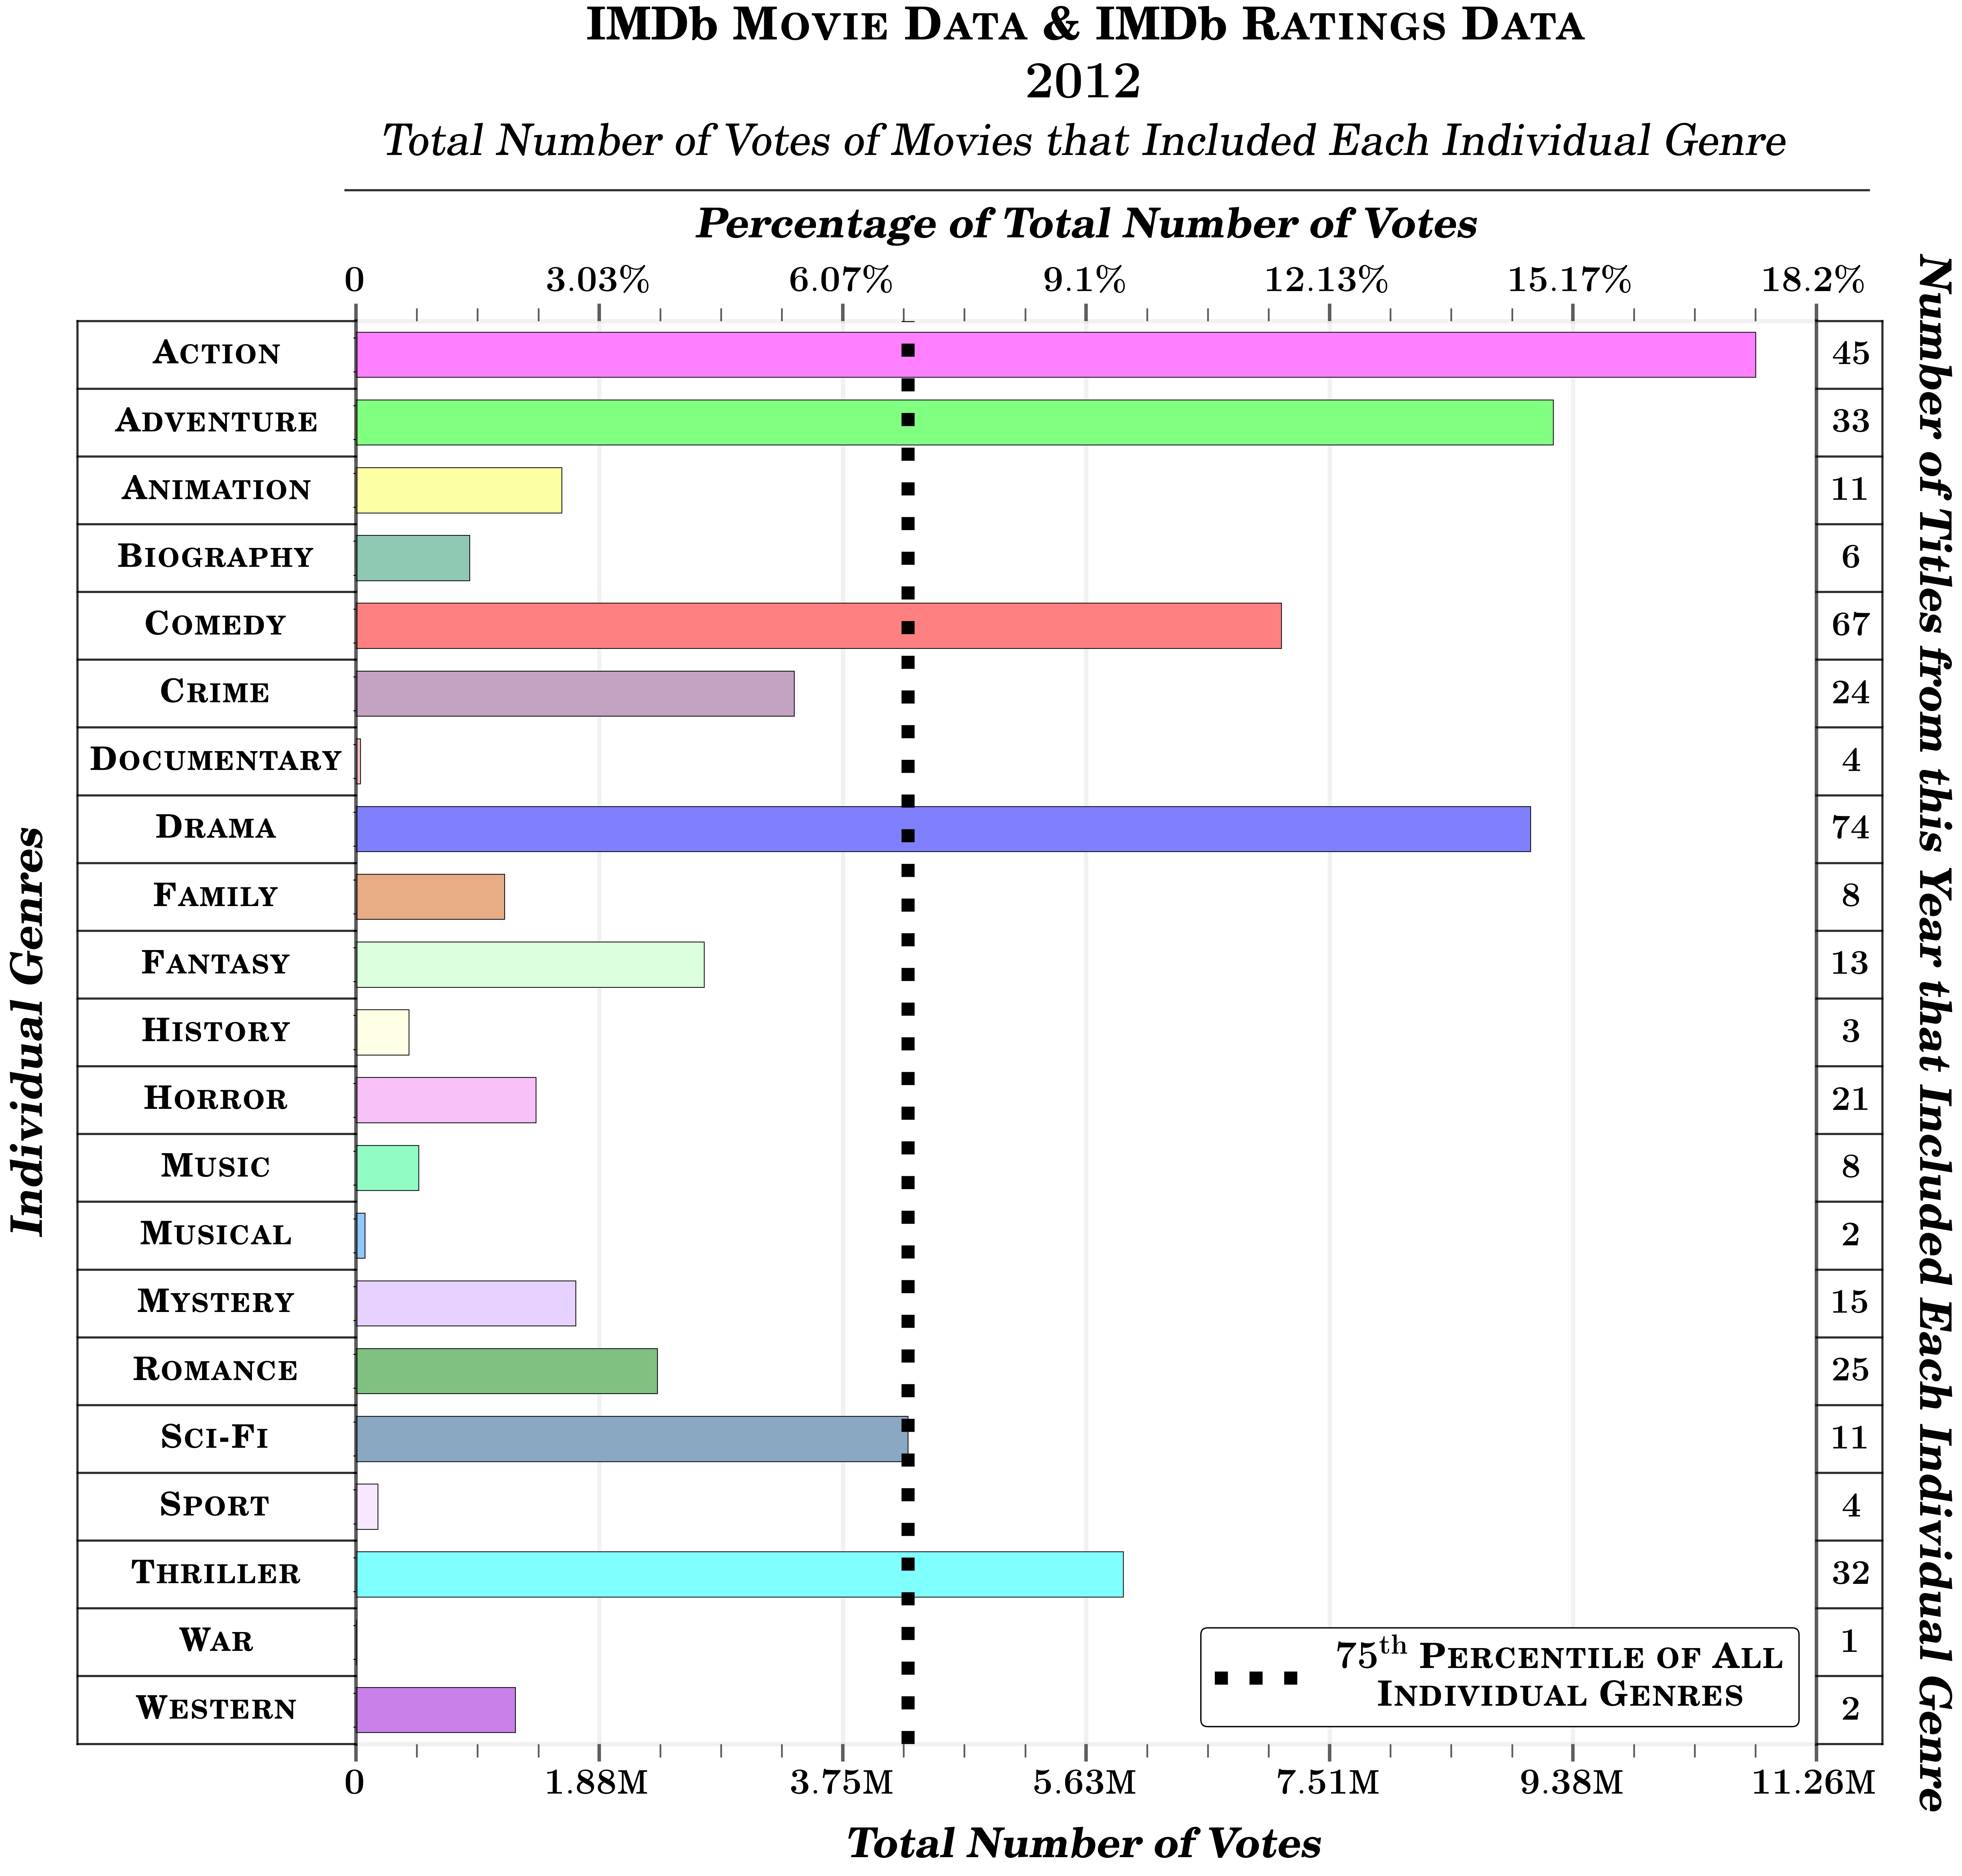 IMDb Movie Data & IMDb Ratings Data
2012
Total Number of Votes of Movies that Included Each Individual Genre
Percentage of Total Number of Votes
0 3.03% 6.07% 9.1% 12.13% 15.17% 18.2%
Individual Genres
Number of Titles from this Year that Included Each Individual Genre
Action 45
Adventure 33
Animation 11
Biography 6
Comedy 67
Crime 24
Documentary 4
Drama 74
Family 8
Fantasy 13
History 3
Horror 21
Music 8
Musical 2
Mystery 15
Romance 25
Sci-Fi 11
Sport 4
Thriller 32
War 1
Western 2
75th Percentile of All
Individual Genres
0 1.88M 3.75M 5.63M 7.51M 9.38M 11.26M
Total Number of Votes